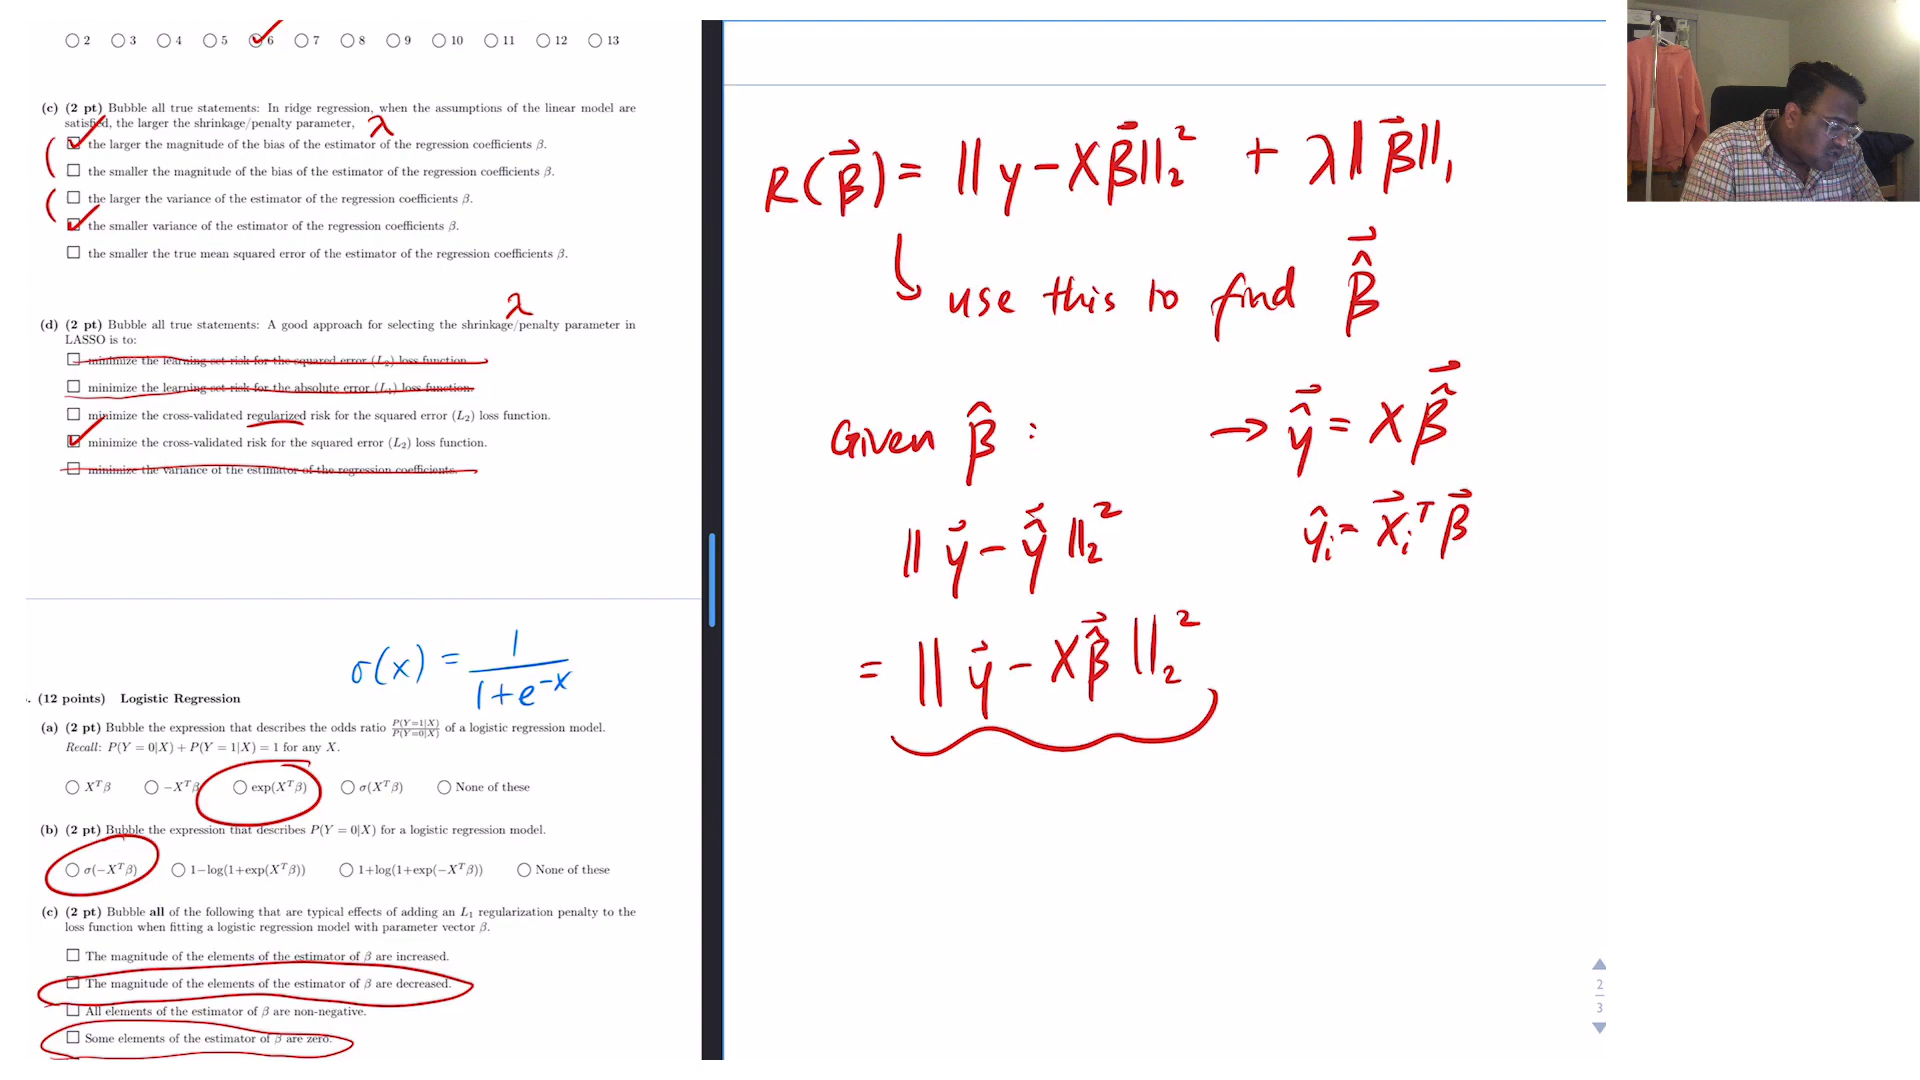 2 3 4 5 6 7 8 9 10 11 12 13
(c) (2 pt) Bubble all true statements: In ridge regression, when the assumptions of the linear model are
satisfied, the larger the shrinkage/penalty parameter, λ
the larger the magnitude of the bias of the estimator of the regression coefficients β.
the smaller the magnitude of the bias of the estimator of the regression coefficients β.
the larger the variance of the estimator of the regression coefficients β.
the smaller variance of the estimator of the regression coefficients β.
the smaller the true mean squared error of the estimator of the regression coefficients β.
λ
(d) (2 pt) Bubble all true statements: A good approach for selecting the shrinkage/penalty parameter in
LASSO is to:
minimize the learning set risk for the squared error (L₂) loss function.
minimize the learning set risk for the absolute error (L₁) loss function.
minimize the cross-validated regularized risk for the squared error (L₂) loss function.
minimize the cross-validated risk for the squared error (L₂) loss function.
minimize the variance of the estimator of the regression coefficients.
σ(x) = 1/(1+e^{-x})
. (12 points) Logistic Regression
(a) (2 pt) Bubble the expression that describes the odds ratio P(Y=1|X)/P(Y=0|X) of a logistic regression model.
Recall: P(Y = 0|X) + P(Y = 1|X) = 1 for any X.
Xᵀβ −Xᵀβ exp(Xᵀβ) σ(Xᵀβ) None of these
(b) (2 pt) Bubble the expression that describes P(Y = 0|X) for a logistic regression model.
σ(−Xᵀβ) 1−log(1+exp(Xᵀβ)) 1+log(1+exp(−Xᵀβ)) None of these
(c) (2 pt) Bubble all of the following that are typical effects of adding an L₁ regularization penalty to the
loss function when fitting a logistic regression model with parameter vector β.
The magnitude of the elements of the estimator of β are increased.
The magnitude of the elements of the estimator of β are decreased.
All elements of the estimator of β are non-negative.
Some elements of the estimator of β are zero.
R(β⃗) = ||y − Xβ⃗||₂² + λ||β⃗||₁
use this to find β̂⃗
Given β̂ : → ŷ⃗ = Xβ̂⃗
ŷᵢ = x⃗ᵢᵀβ⃗
||y⃗ − ŷ⃗||₂²
= ||y⃗ − Xβ̂⃗||₂²
2
3